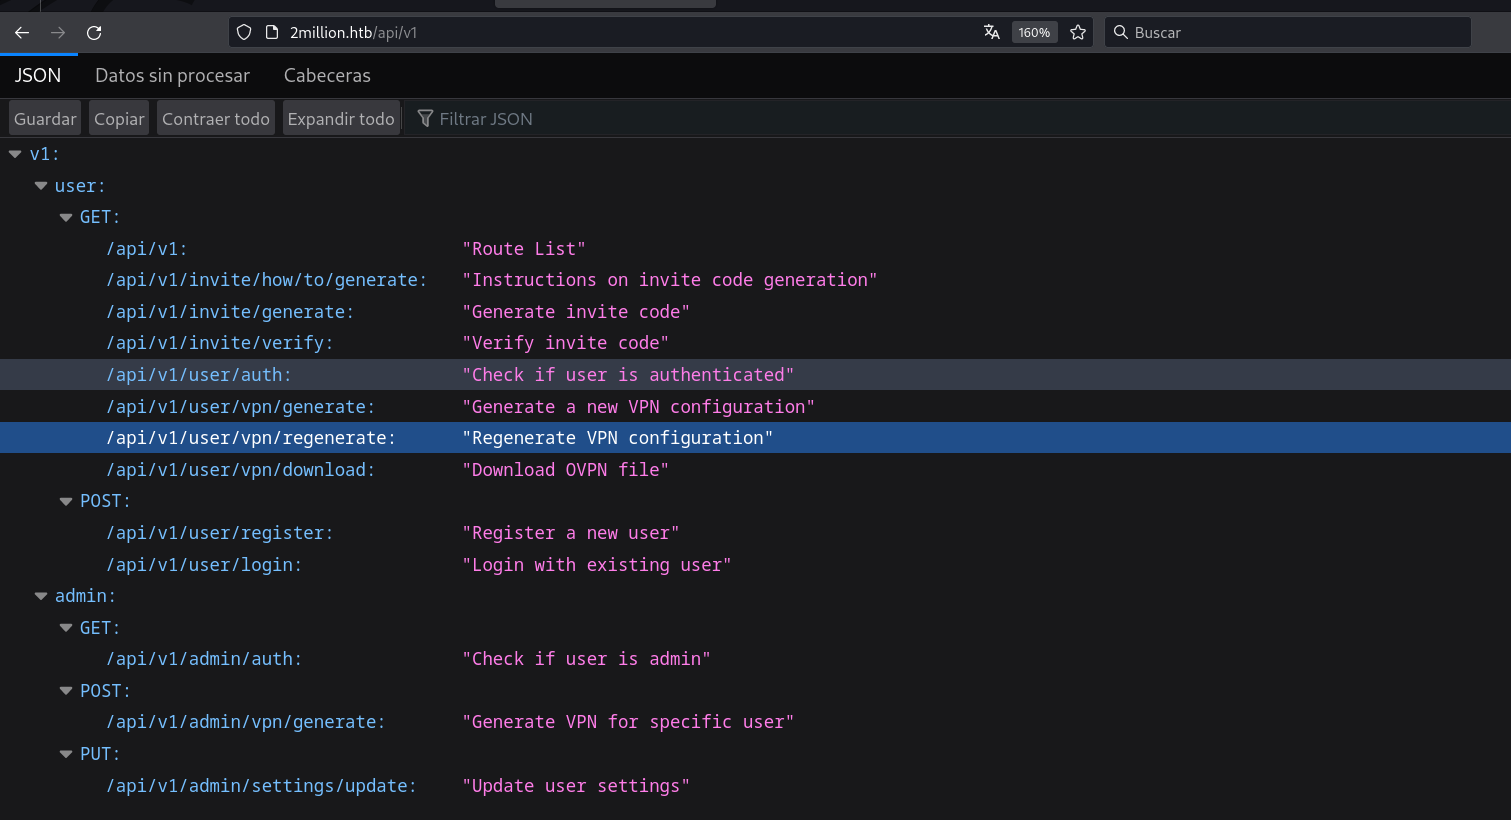 2million.htb/api/v1 160% Buscar
JSON Datos sin procesar Cabeceras
Guardar Copiar Contraer todo Expandir todo Filtrar JSON
v1:
user:
GET:
/api/v1: "Route List"
/api/v1/invite/how/to/generate: "Instructions on invite code generation"
/api/v1/invite/generate: "Generate invite code"
/api/v1/invite/verify: "Verify invite code"
/api/v1/user/auth: "Check if user is authenticated"
/api/v1/user/vpn/generate: "Generate a new VPN configuration"
/api/v1/user/vpn/regenerate: "Regenerate VPN configuration"
/api/v1/user/vpn/download: "Download OVPN file"
POST:
/api/v1/user/register: "Register a new user"
/api/v1/user/login: "Login with existing user"
admin:
GET:
/api/v1/admin/auth: "Check if user is admin"
POST:
/api/v1/admin/vpn/generate: "Generate VPN for specific user"
PUT:
/api/v1/admin/settings/update: "Update user settings"